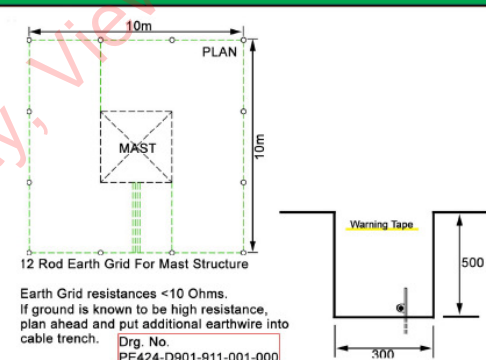 10m
PLAN
MAST
10m
Warning Tape
500
300
12 Rod Earth Grid For Mast Structure
Earth Grid resistances <10 Ohms.
If ground is known to be high resistance,
plan ahead and put additional earthwire into
cable trench.
Drg. No.
PE424-D901-911-001-000